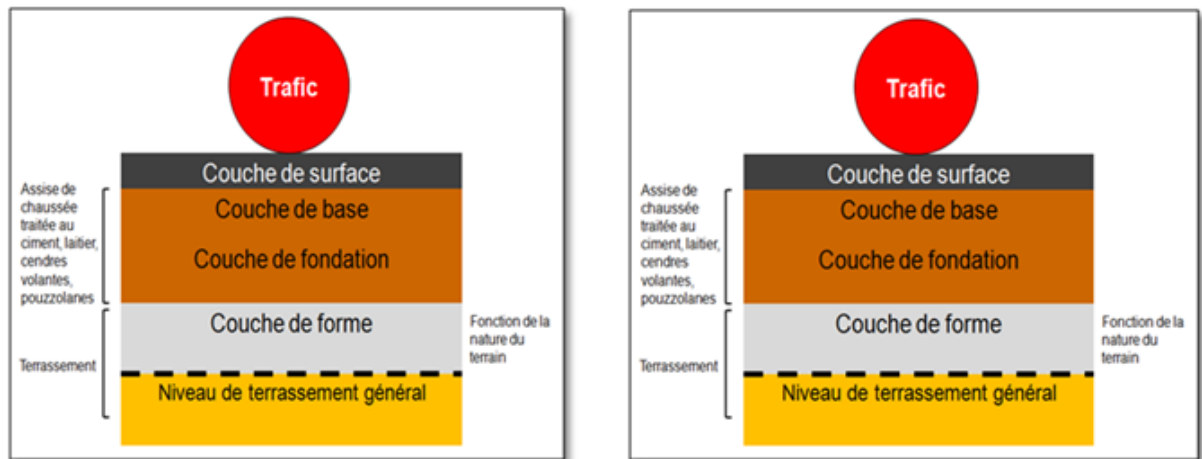 Trafic
Couche de surface
Assise de
chaussée
traitée au
ciment, laitier,
cendres
volantes,
pouzzolanes
Couche de base
Couche de fondation
Couche de forme
Fonction de la
nature du
terrain
Terrassement
Niveau de terrassement général
Trafic
Couche de surface
Assise de
chaussée
traitée au
ciment, laitier,
cendres
volantes,
pouzzolanes
Couche de base
Couche de fondation
Couche de forme
Fonction de la
nature du
terrain
Terrassement
Niveau de terrassement général